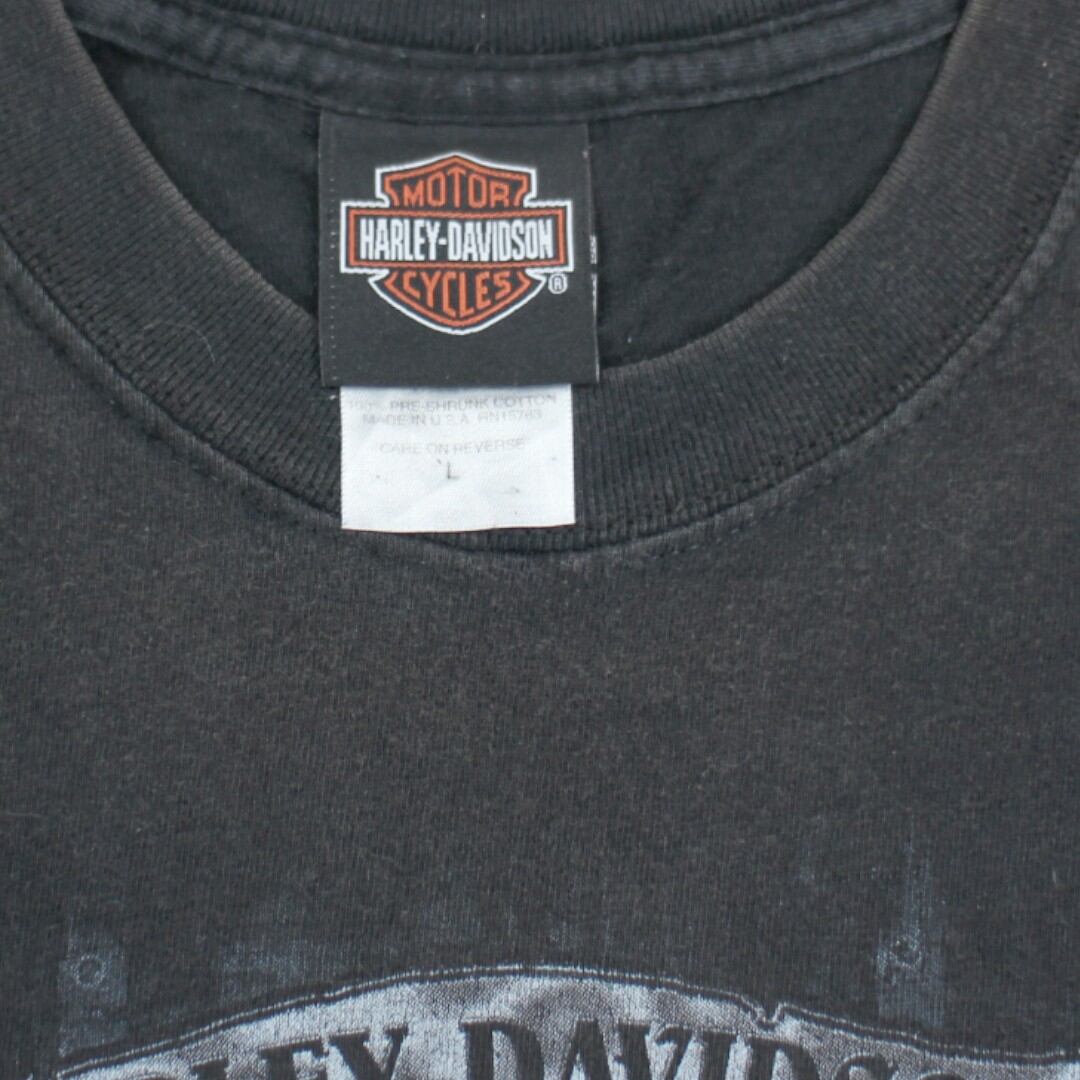 MOTOR
HARLEY-DAVIDSON
CYCLES
®
100% PRE-SHRUNK COTTON
MADE IN U.S.A. RN15763
CARE ON REVERSE
L